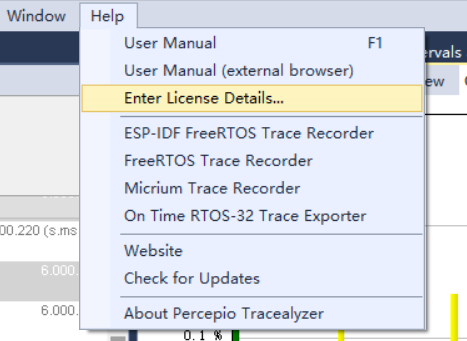 Window Help
User Manual F1
ervals
User Manual (external browser)
ew
Enter License Details...
ESP-IDF FreeRTOS Trace Recorder
FreeRTOS Trace Recorder
Micrium Trace Recorder
On Time RTOS-32 Trace Exporter
00.220 (s.ms
Website
6.000.
Check for Updates
6.000.
About Percepio Tracealyzer
0.1 %